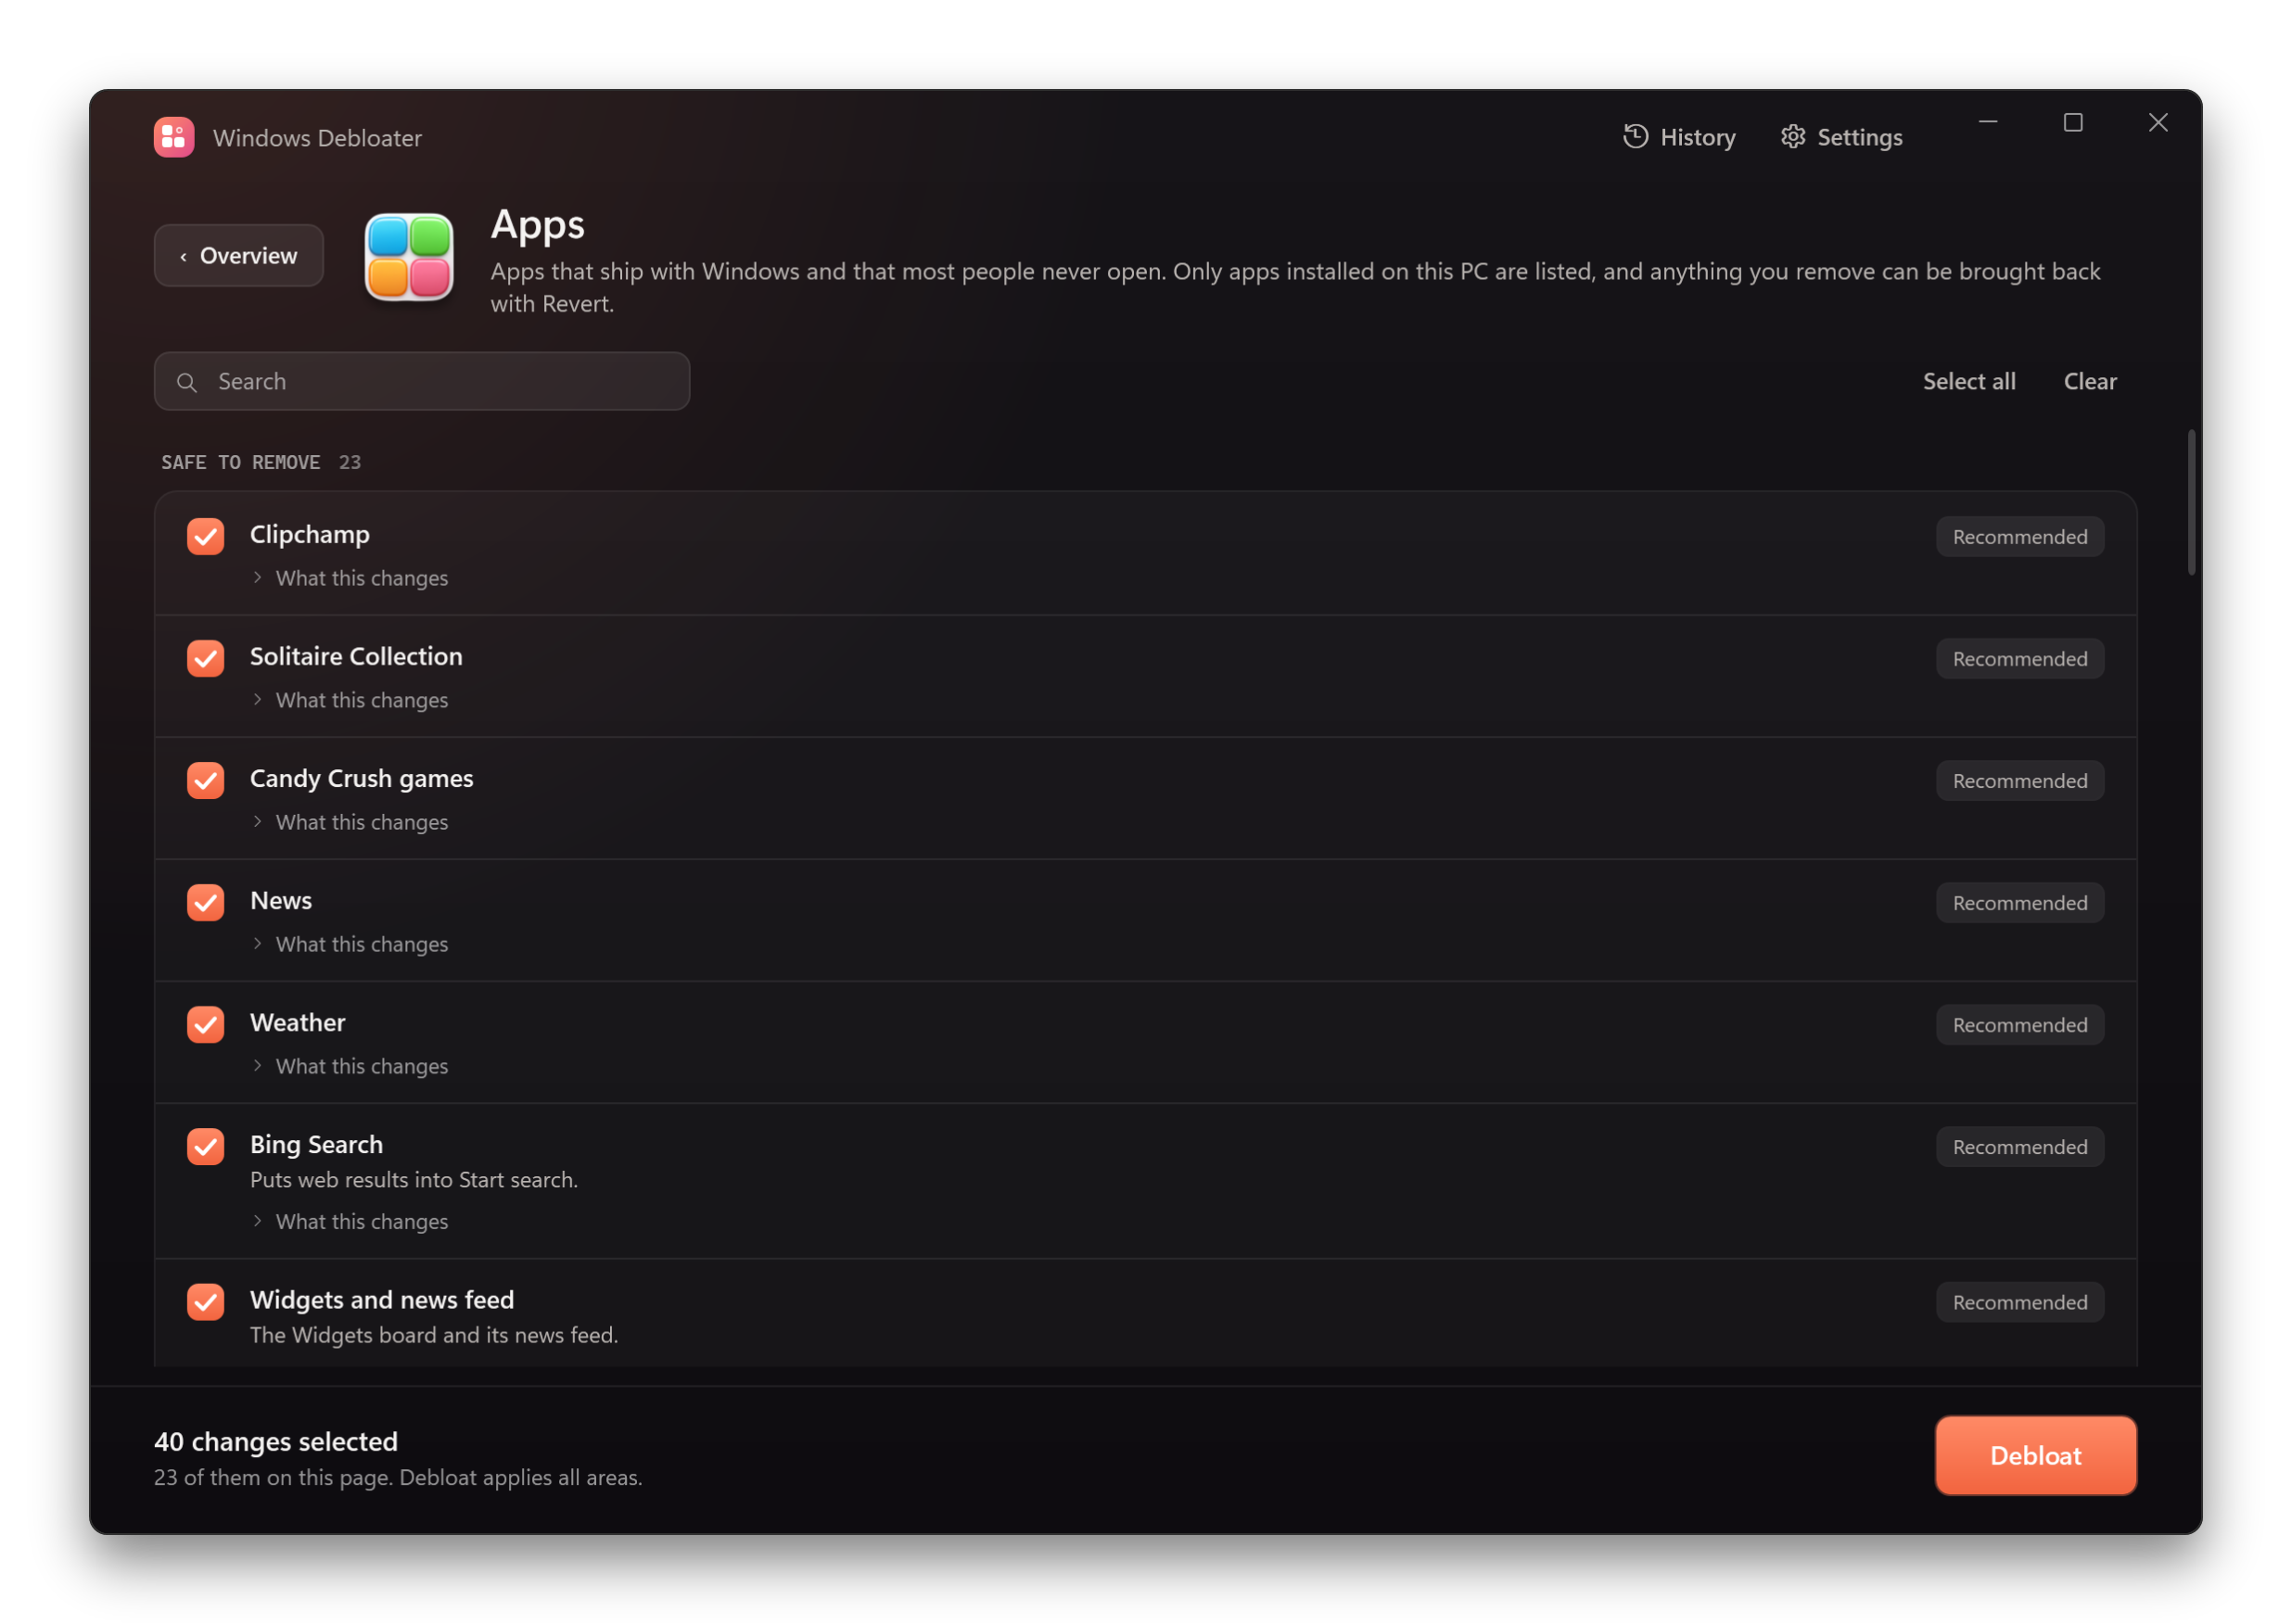 Windows Debloater
History
Settings
‹ Overview
Apps
Apps that ship with Windows and that most people never open. Only apps installed on this PC are listed, and anything you remove can be brought back
with Revert.
Search
Select all
Clear
SAFE TO REMOVE 23
Clipchamp
Recommended
What this changes
Solitaire Collection
Recommended
What this changes
Candy Crush games
Recommended
What this changes
News
Recommended
What this changes
Weather
Recommended
What this changes
Bing Search
Recommended
Puts web results into Start search.
What this changes
Widgets and news feed
Recommended
The Widgets board and its news feed.
40 changes selected
23 of them on this page. Debloat applies all areas.
Debloat